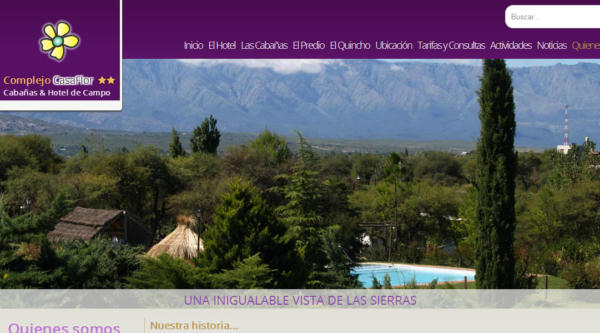 Buscar...
Inicio El Hotel Las Cabañas El Predio El Quincho Ubicación Tarifas y Consultas Actividades Noticias Quiene
Complejo CasaFlor
Cabañas & Hotel de Campo
UNA INIGUALABLE VISTA DE LAS SIERRAS
Quienes somos
Nuestra historia...